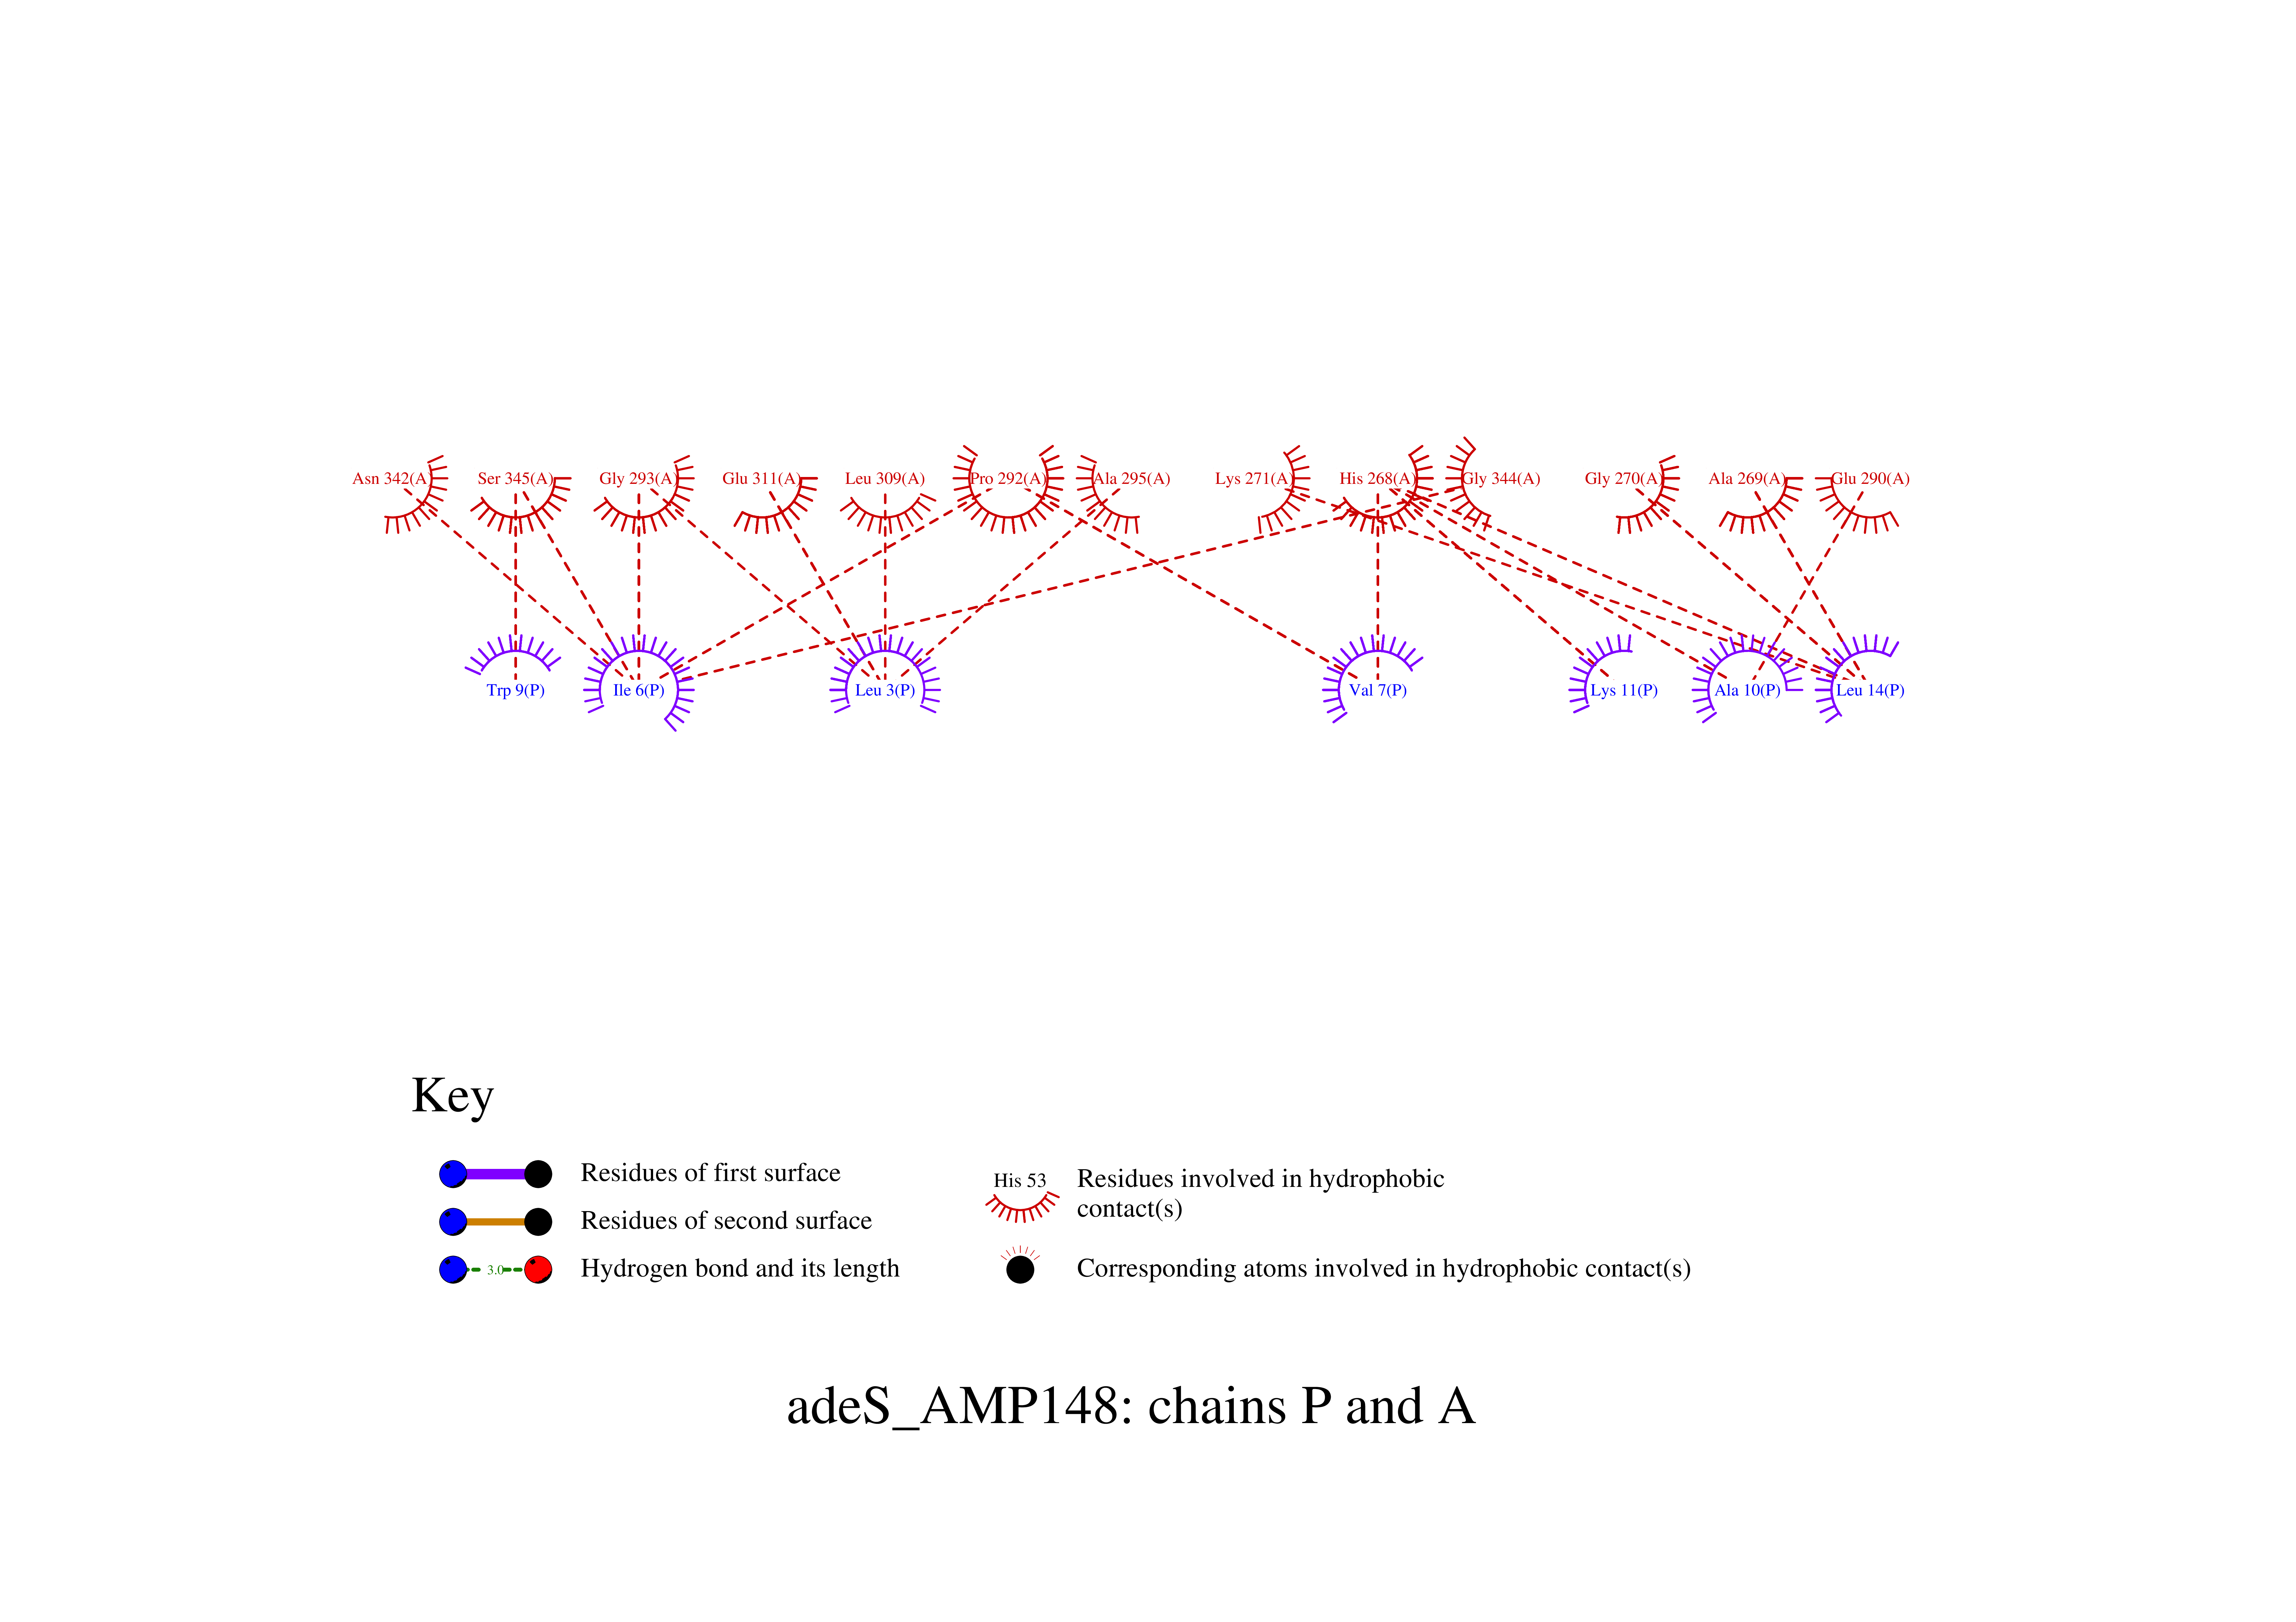 Asn 342(A) Ser 345(A) Gly 293(A) Glu 311(A) Leu 309(A) Pro 292(A) Ala 295(A) Lys 271(A) His 268(A) Gly 344(A) Gly 270(A) Ala 269(A) Glu 290(A)
Trp 9(P) Ile 6(P) Leu 3(P) Val 7(P) Lys 11(P) Ala 10(P) Leu 14(P)
Key
Residues of first surface
Residues of second surface
3.0 Hydrogen bond and its length
His 53 Residues involved in hydrophobic
contact(s)
Corresponding atoms involved in hydrophobic contact(s)
adeS_AMP148: chains P and A